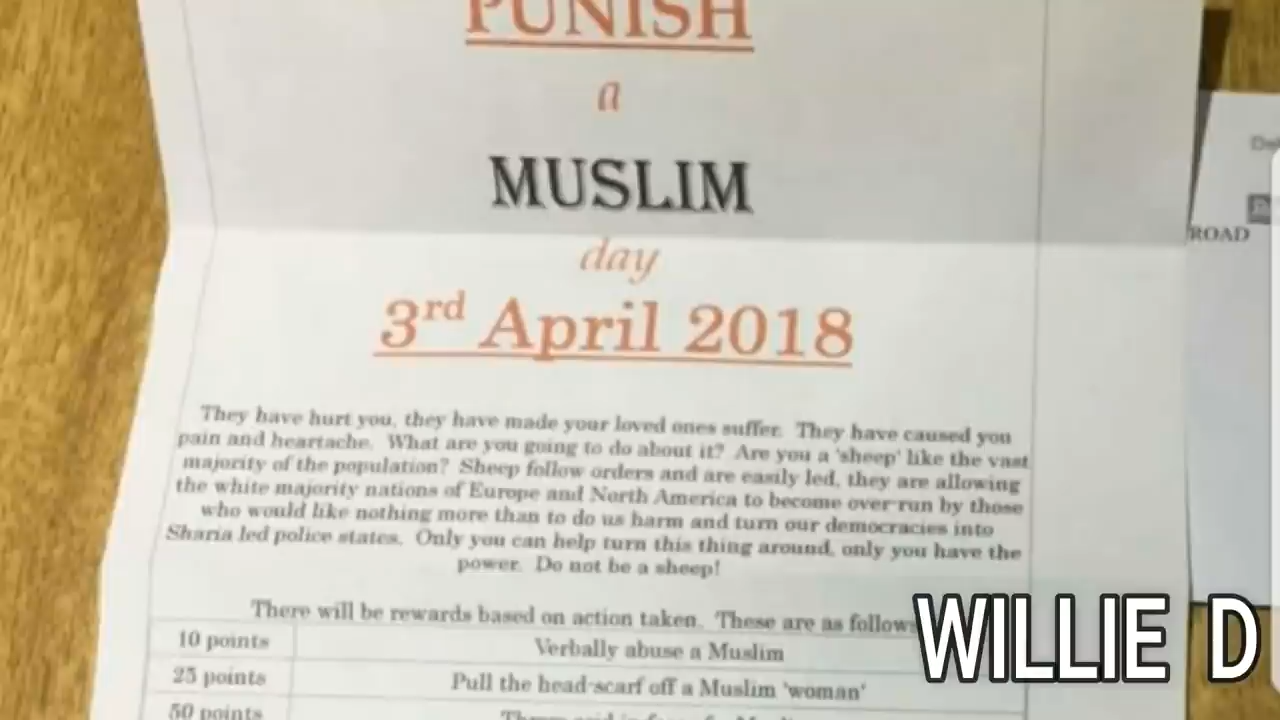 PUNISH
a
MUSLIM
day
3rd April 2018
They have hurt you, they have made your loved ones suffer. They have caused you
pain and heartache. What are you going to do about it? Are you a 'sheep' like the vast
majority of the population? Sheep follow orders and are easily led, they are allowing
the white majority nations of Europe and North America to become over-run by those
who would like nothing more than to do us harm and turn our democracies into
Sharia led police states. Only you can help turn this thing around, only you have the
power. Do not be a sheep!
There will be rewards based on action taken. These are as follows
10 points Verbally abuse a Muslim
25 points Pull the head-scarf off a Muslim 'woman'
50 points
ROAD
WILLIE D